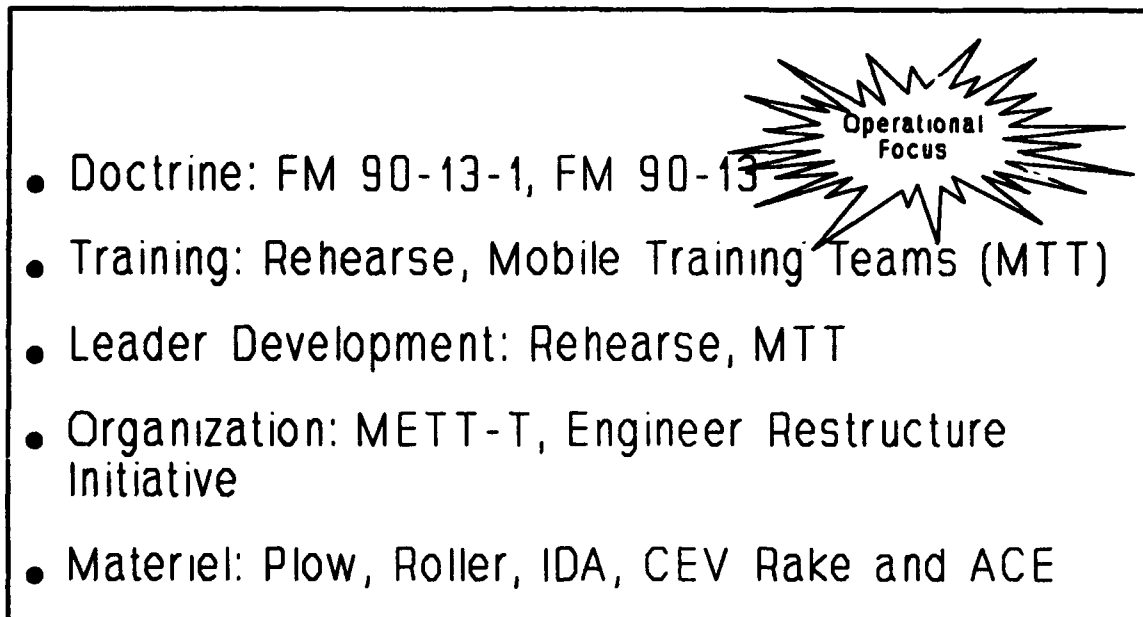 Operational
Focus
• Doctrine: FM 90-13-1, FM 90-13
• Training: Rehearse, Mobile Training Teams (MTT)
• Leader Development: Rehearse, MTT
• Organization: METT-T, Engineer Restructure
Initiative
• Materiel: Plow, Roller, IDA, CEV Rake and ACE